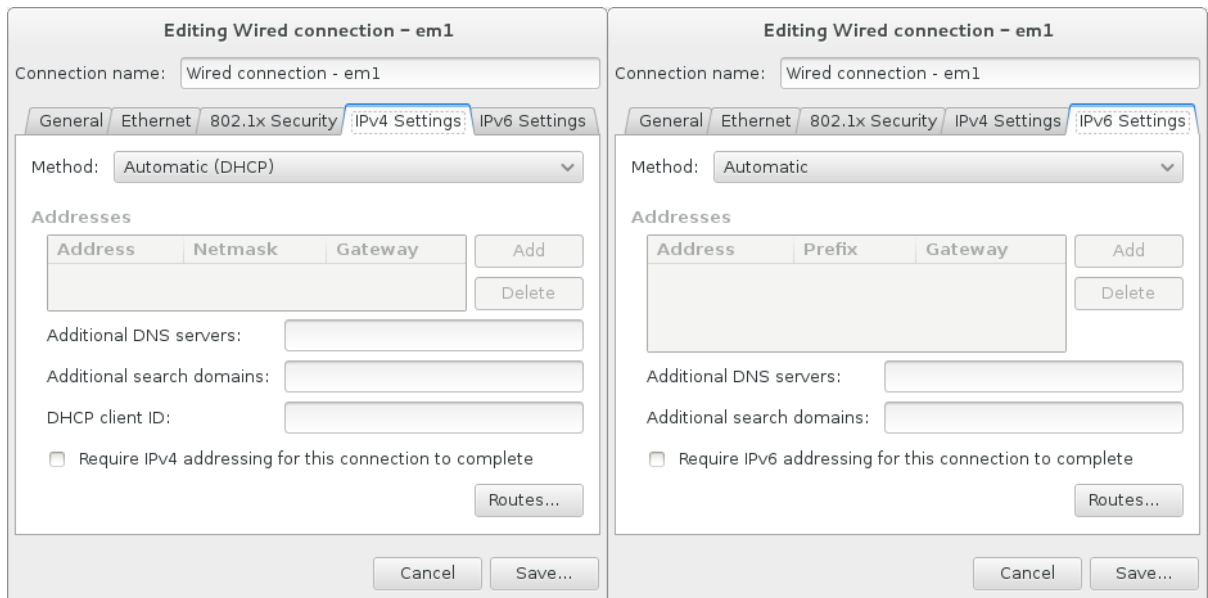 Editing Wired connection – em1
Connection name: Wired connection - em1
General Ethernet 802.1x Security IPv4 Settings IPv6 Settings
Method: Automatic (DHCP)
Addresses
Address Netmask Gateway Add
Delete
Additional DNS servers:
Additional search domains:
DHCP client ID:
Require IPv4 addressing for this connection to complete
Routes...
Cancel Save...
Editing Wired connection – em1
Connection name: Wired connection - em1
General Ethernet 802.1x Security IPv4 Settings IPv6 Settings
Method: Automatic
Addresses
Address Prefix Gateway Add
Delete
Additional DNS servers:
Additional search domains:
Require IPv6 addressing for this connection to complete
Routes...
Cancel Save...